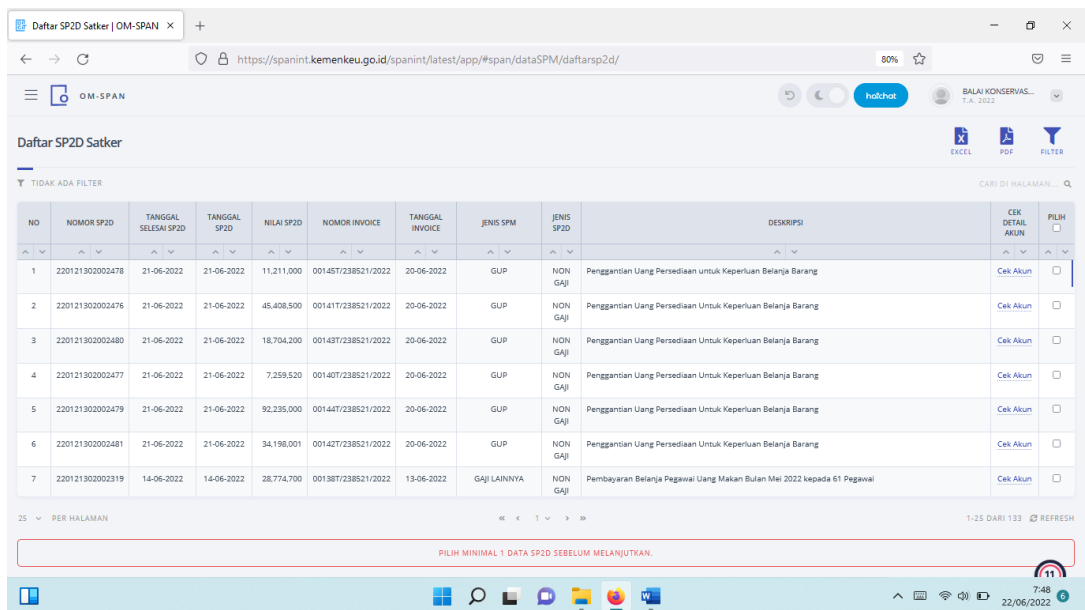 Daftar SP2D Satker | OM-SPAN
https://spanint.kemenkeu.go.id/spanint/latest/app/#span/dataSPM/daftarsp2d/ 80%
OM-SPAN hai!chat BALAI KONSERVAS...
T.A. 2022
Daftar SP2D Satker
EXCEL PDF FILTER
TIDAK ADA FILTER CARI DI HALAMAN...
NO NOMOR SP2D TANGGAL SELESAI SP2D TANGGAL SP2D NILAI SP2D NOMOR INVOICE TANGGAL INVOICE JENIS SPM JENIS SP2D DESKRIPSI CEK DETAIL AKUN PILIH
1 220121302002478 21-06-2022 21-06-2022 11,211,000 00145T/238521/2022 20-06-2022 GUP NON GAJI Penggantian Uang Persediaan untuk Keperluan Belanja Barang Cek Akun
2 220121302002476 21-06-2022 21-06-2022 45,408,500 00141T/238521/2022 20-06-2022 GUP NON GAJI Penggantian Uang Persediaan Untuk Keperluan Belanja Barang Cek Akun
3 220121302002480 21-06-2022 21-06-2022 18,704,200 00143T/238521/2022 20-06-2022 GUP NON GAJI Penggantian Uang Persediaan Untuk Keperluan Belanja Barang Cek Akun
4 220121302002477 21-06-2022 21-06-2022 7,259,520 00140T/238521/2022 20-06-2022 GUP NON GAJI Penggantian Uang Persediaan Untuk Keperluan Belanja Barang Cek Akun
5 220121302002479 21-06-2022 21-06-2022 92,235,000 00144T/238521/2022 20-06-2022 GUP NON GAJI Penggantian Uang Persediaan Untuk Keperluan Belanja Barang Cek Akun
6 220121302002481 21-06-2022 21-06-2022 34,198,001 00142T/238521/2022 20-06-2022 GUP NON GAJI Penggantian Uang Persediaan Untuk Keperluan Belanja Barang Cek Akun
7 220121302002319 14-06-2022 14-06-2022 28,774,700 00138T/238521/2022 13-06-2022 GAJI LAINNYA NON GAJI Pembayaran Belanja Pegawai Uang Makan Bulan Mei 2022 kepada 61 Pegawai Cek Akun
25 PER HALAMAN 1 1-25 DARI 133 REFRESH
PILIH MINIMAL 1 DATA SP2D SEBELUM MELANJUTKAN.
11
7:48
22/06/2022 6